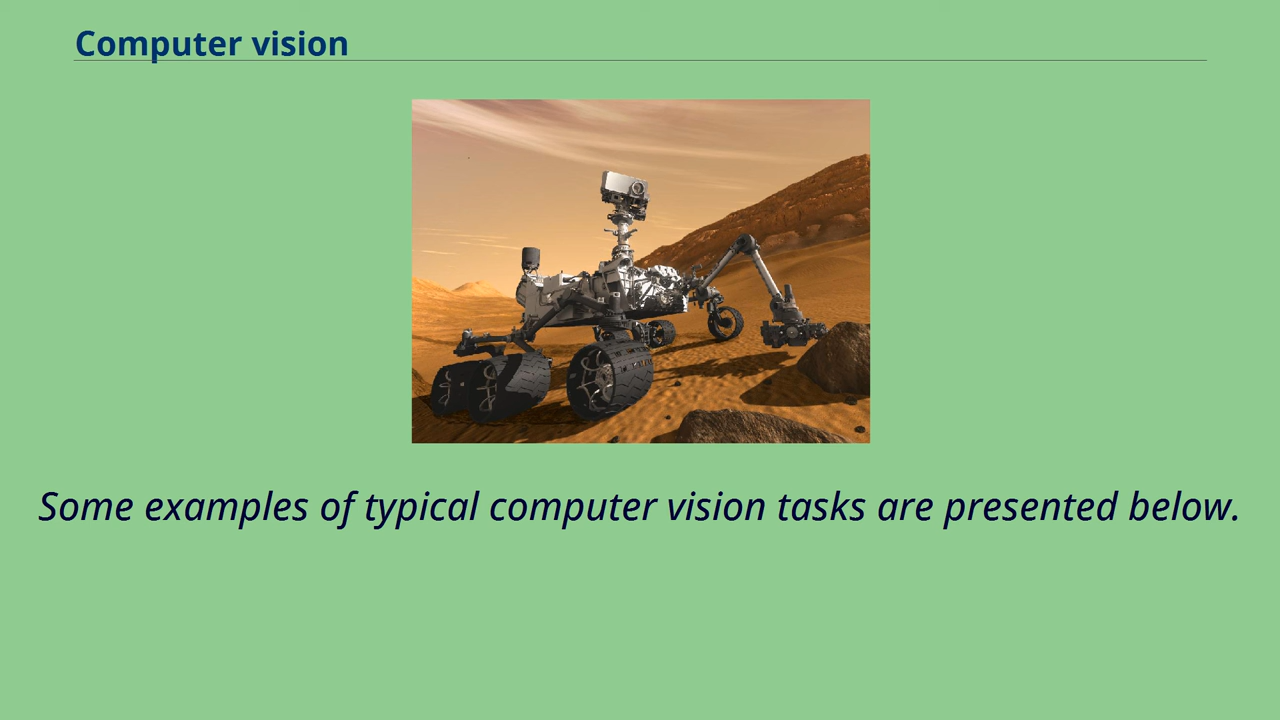 Computer vision
Some examples of typical computer vision tasks are presented below.